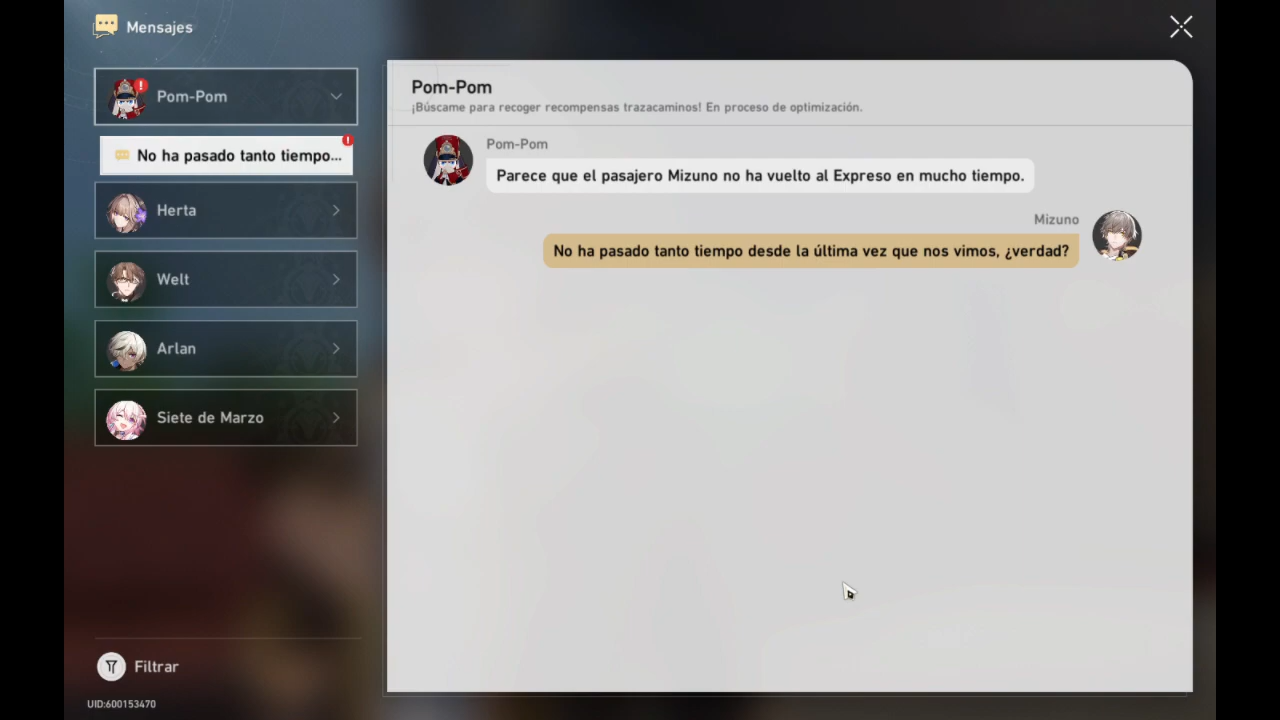 Mensajes
Pom-Pom
No ha pasado tanto tiempo...
Herta
Welt
Arlan
Siete de Marzo
Filtrar
UID:600153470
Pom-Pom
¡Búscame para recoger recompensas trazacaminos! En proceso de optimización.
Pom-Pom
Parece que el pasajero Mizuno no ha vuelto al Expreso en mucho tiempo.
Mizuno
No ha pasado tanto tiempo desde la última vez que nos vimos, ¿verdad?